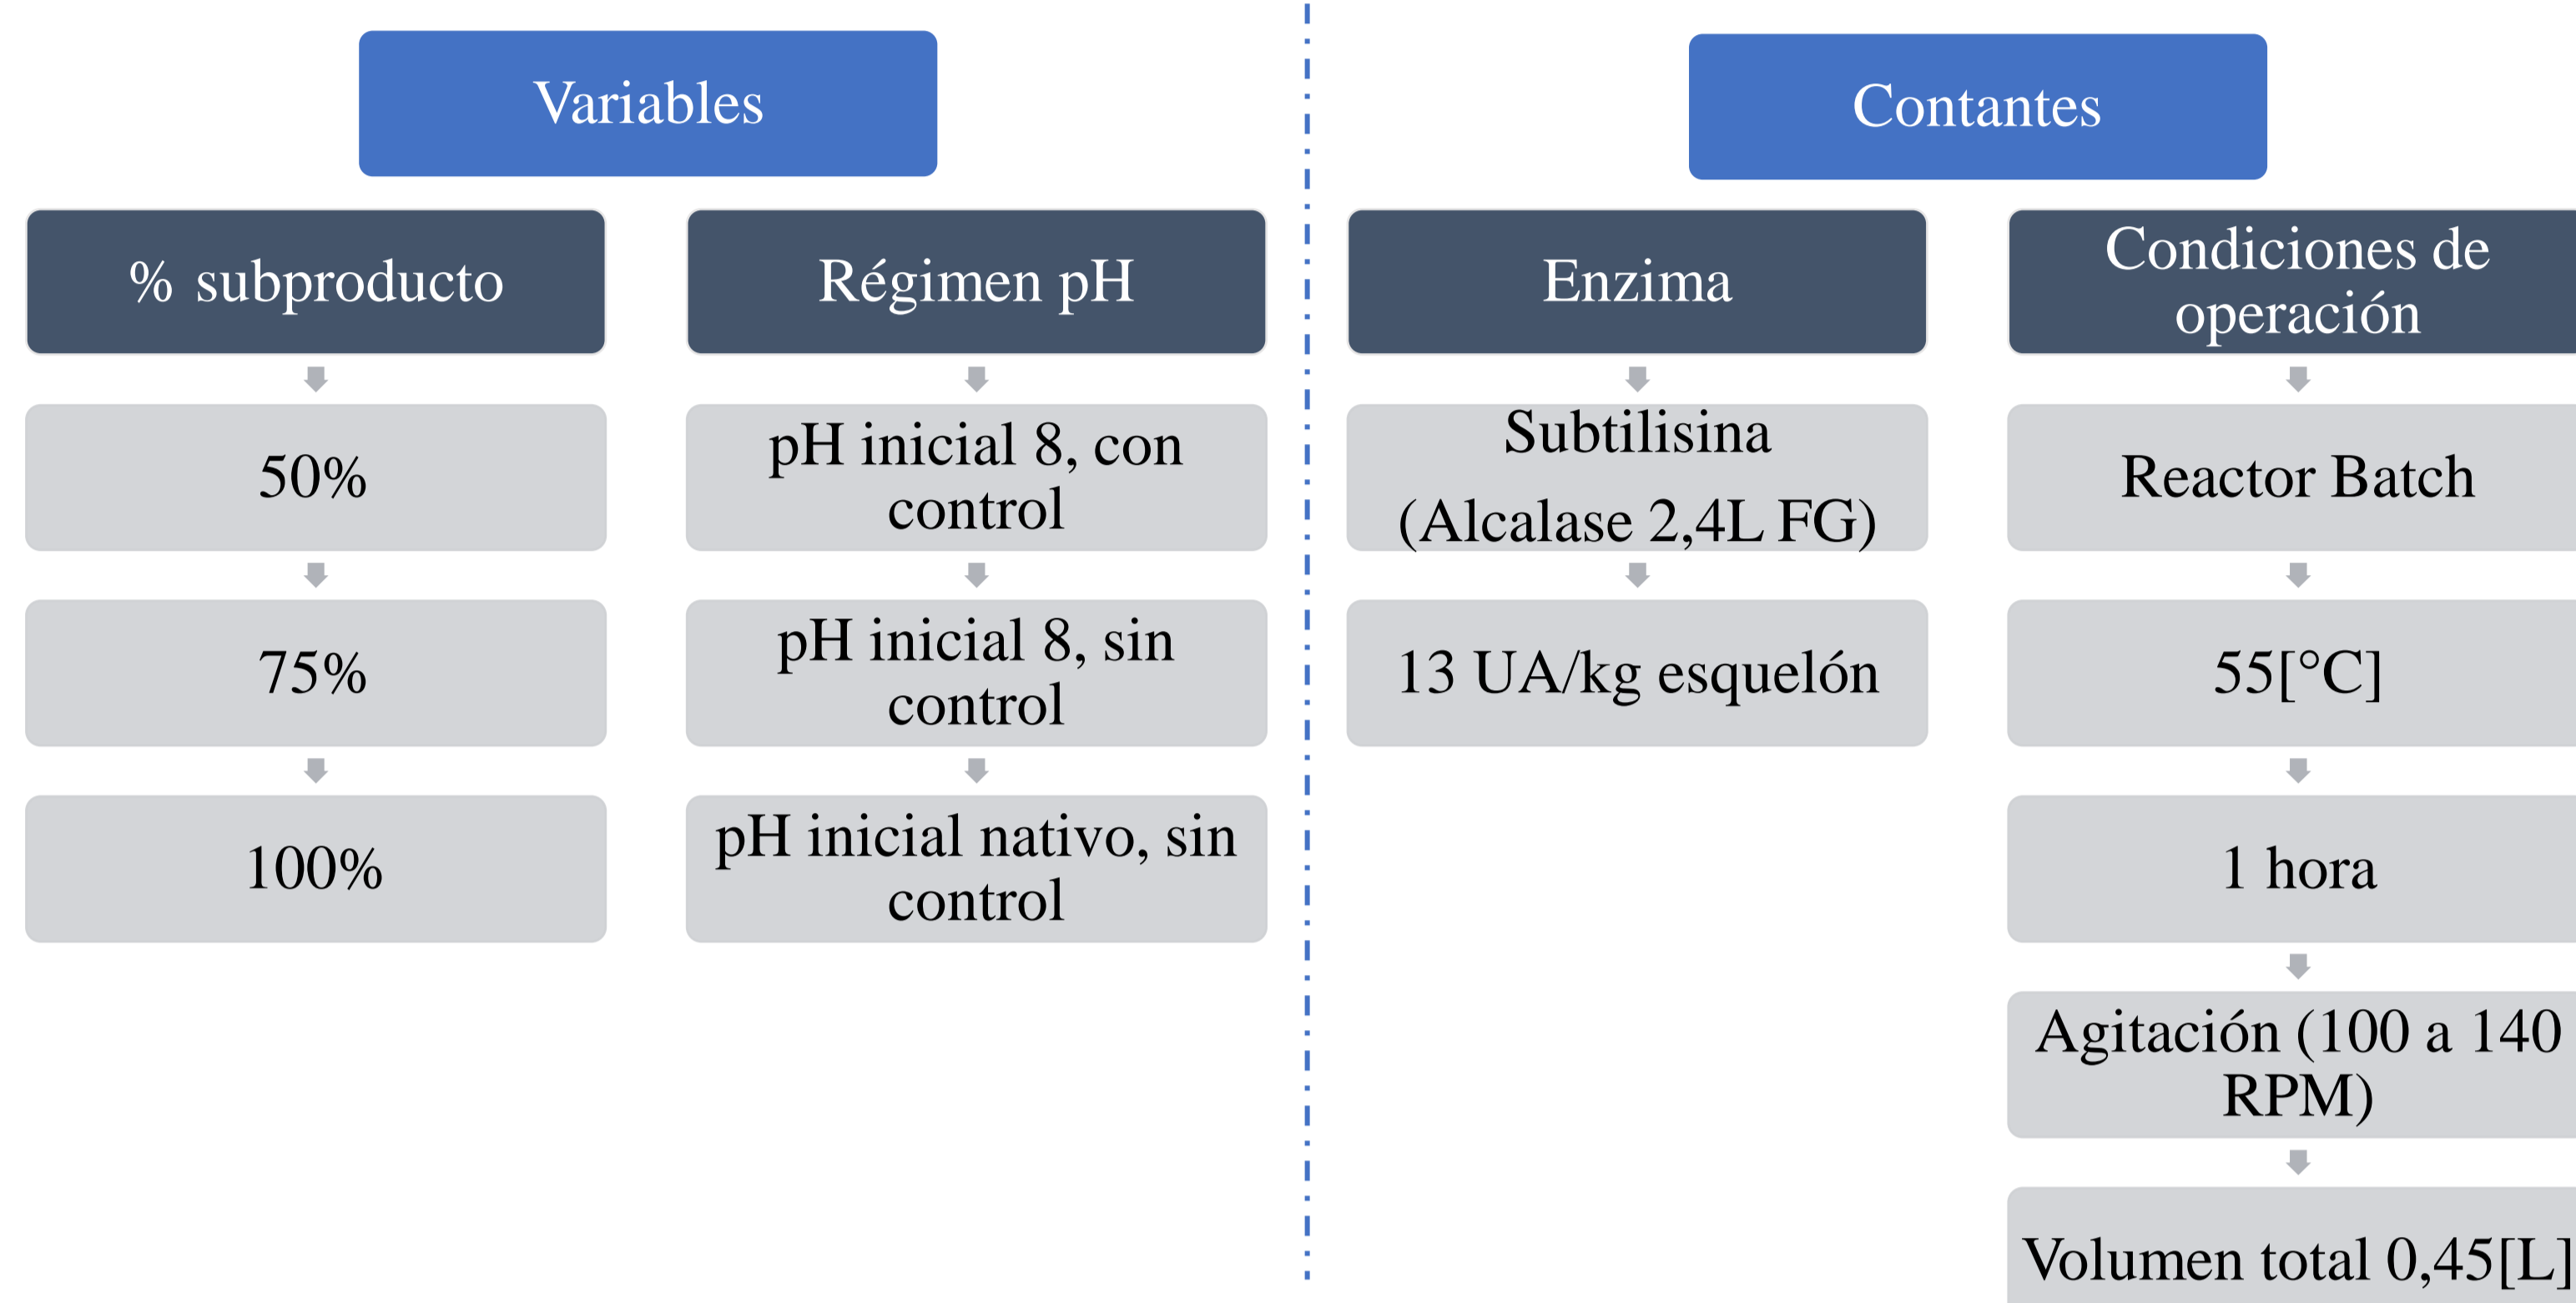 Variables
% subproducto
50%
75%
100%
Régimen pH
pH inicial 8, con
control
pH inicial 8, sin
control
pH inicial nativo, sin
control
Contantes
Enzima
Subtilisina
(Alcalase 2,4L FG)
13 UA/kg esquelón
Condiciones de
operación
Reactor Batch
55[°C]
1 hora
Agitación (100 a 140
RPM)
Volumen total 0,45[L]